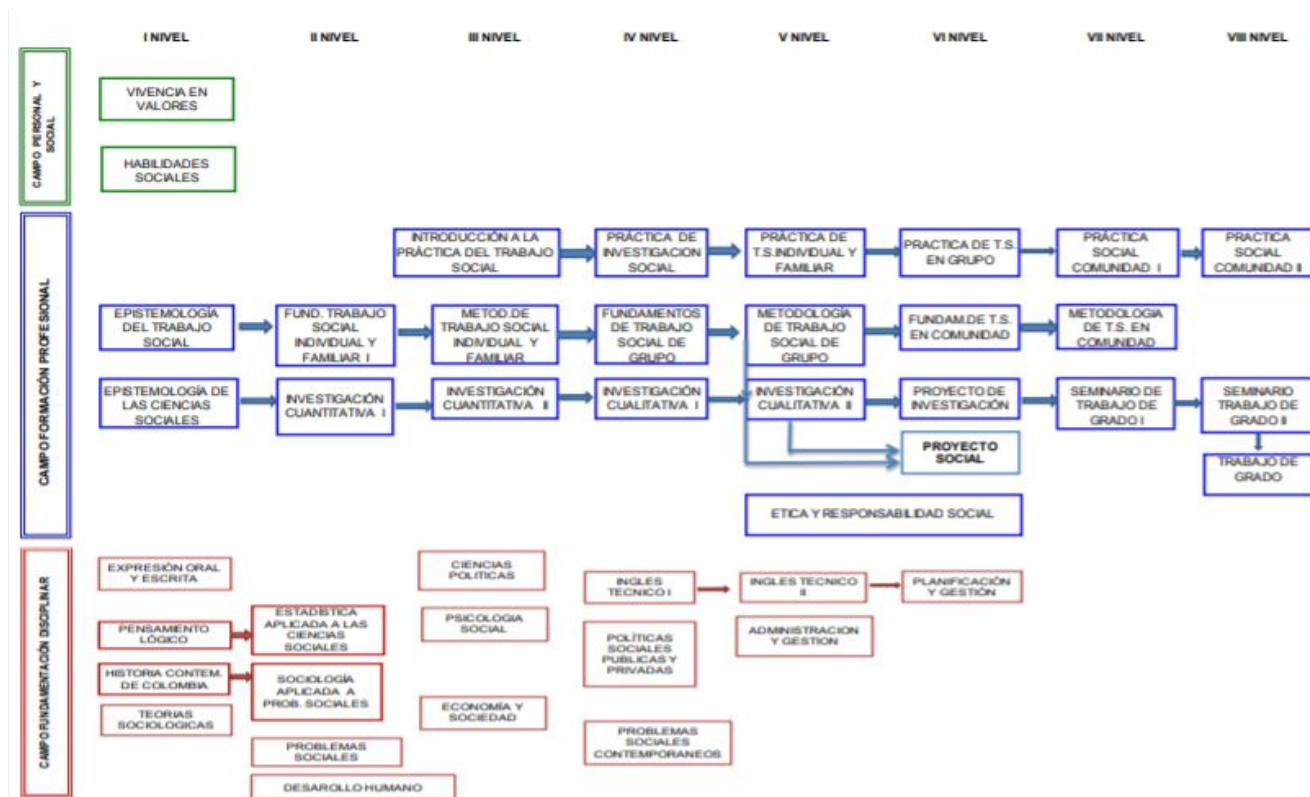 I NIVEL
II NIVEL
III NIVEL
IV NIVEL
V NIVEL
VI NIVEL
VII NIVEL
VIII NIVEL
CAMPO PERSONAL Y
SOCIAL
VIVENCIA EN
VALORES
HABILIDADES
SOCIALES
CAMPO FORMACIÓN PROFESIONAL
INTRODUCCIÓN A LA
PRÁCTICA DEL TRABAJO
SOCIAL
PRÁCTICA DE
INVESTIGACION
SOCIAL
PRÁCTICA DE
T.S.INDIVIDUAL Y
FAMILIAR
PRACTICA DE T.S.
EN GRUPO
PRÁCTICA
SOCIAL
COMUNIDAD I
PRACTICA
SOCIAL
COMUNIDAD II
EPISTEMOLOGÍA
DEL TRABAJO
SOCIAL
FUND. TRABAJO
SOCIAL
INDIVIDUAL Y
FAMILIAR I
METOD.DE
TRABAJO SOCIAL
INDIVIDUAL Y
FAMILIAR
FUNDAMENTOS
DE TRABAJO
SOCIAL DE
GRUPO
METODOLOGÍA
DE TRABAJO
SOCIAL DE
GRUPO
FUNDAM.DE T.S.
EN COMUNIDAD
METODOLOGIA
DE T.S. EN
COMUNIDAD
EPISTEMOLOGÍA DE
LAS CIENCIAS
SOCIALES
INVESTIGACIÓN
CUANTITATIVA I
INVESTIGACIÓN
CUANTITATIVA II
INVESTIGACIÓN
CUALITATIVA I
INVESTIGACIÓN
CUALITATIVA II
PROYECTO DE
INVESTIGACIÓN
SEMINARIO DE
TRABAJO DE
GRADO I
SEMINARIO
TRABAJO DE
GRADO II
PROYECTO
SOCIAL
TRABAJO DE
GRADO
ETICA Y RESPONSABILIDAD SOCIAL
CAMPO FUNDAMENTACIÓN DISCIPLINAR
EXPRESIÓN ORAL
Y ESCRITA
CIENCIAS
POLITICAS
INGLES
TECNICO I
INGLES TECNICO
II
PLANIFICACIÓN
Y GESTIÓN
PENSAMIENTO
LÓGICO
ESTADISTICA
APLICADA A LAS
CIENCIAS
SOCIALES
PSICOLOGIA
SOCIAL
POLÍTICAS
SOCIALES
PUBLICAS Y
PRIVADAS
ADMINISTRACION
Y GESTION
HISTORIA CONTEM.
DE COLOMBIA
SOCIOLOGÍA
APLICADA A
PROB. SOCIALES
TEORIAS
SOCIOLOGICAS
ECONOMÍA Y
SOCIEDAD
PROBLEMAS
SOCIALES
PROBLEMAS
SOCIALES
CONTEMPORANEOS
DESAROLLO HUMANO